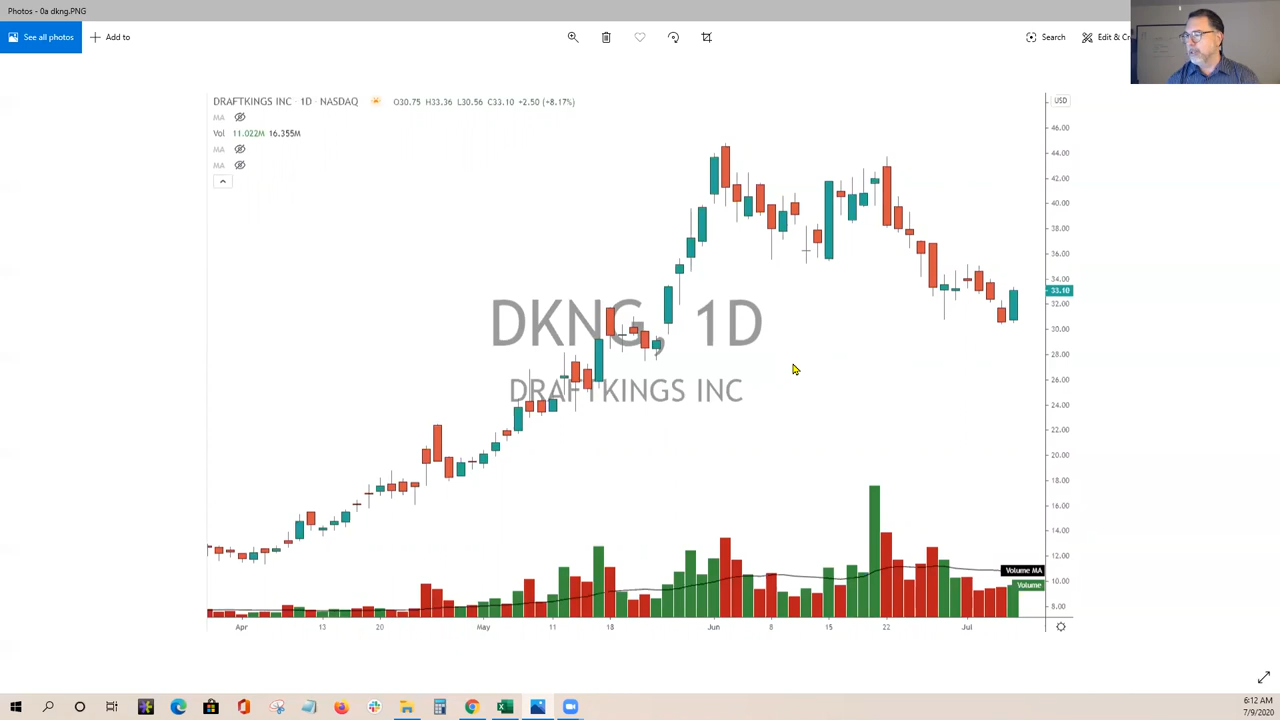 Photos - 0a dkng.PNG
See all photos
Add to
Search
Edit & Cr
DRAFTKINGS INC · 1D · NASDAQ O30.75 H33.36 L30.56 C33.10 +2.50 (+8.17%)
USD
MA
Vol 11.022M 16.355M
MA
MA
46.00
44.00
42.00
40.00
38.00
36.00
34.00
33.10
32.00
30.00
28.00
26.00
24.00
22.00
20.00
18.00
16.00
14.00
12.00
10.00
8.00
DKNG, 1D
DRAFTKINGS INC
Volume MA
Volume
Apr 13 20 May 11 18 Jun 8 15 22 Jul
6:12 AM
7/9/2020